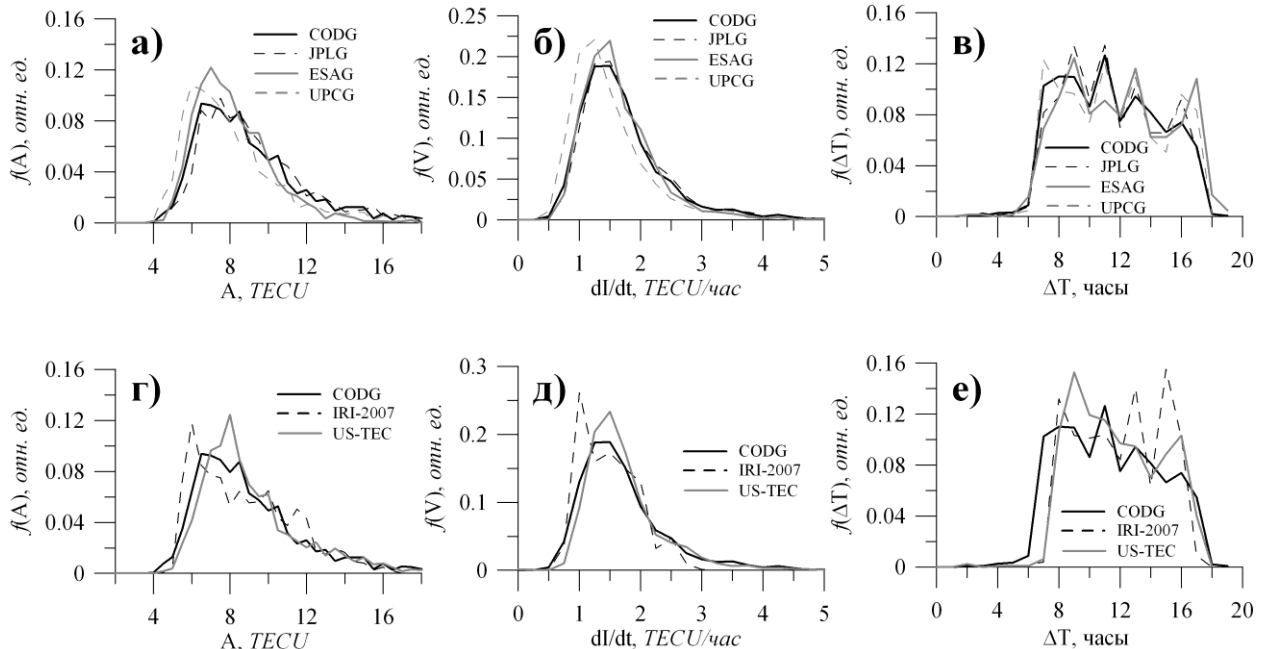 а)
CODG
JPLG
ESAG
UPCG
f(A), отн. ед.
0.16
0.12
0.08
0.04
0
4 8 12 16
A, TECU
б)
CODG
JPLG
ESAG
UPCG
f(V), отн. ед.
0.25
0.2
0.15
0.1
0.05
0
0 1 2 3 4 5
dI/dt, TECU/час
в)
CODG
JPLG
ESAG
UPCG
f(ΔT), отн. ед.
0.16
0.12
0.08
0.04
0
0 4 8 12 16 20
ΔT, часы
г)
CODG
IRI-2007
US-TEC
f(A), отн. ед.
0.16
0.12
0.08
0.04
0
4 8 12 16
A, TECU
д)
CODG
IRI-2007
US-TEC
f(V), отн. ед.
0.3
0.2
0.1
0
0 1 2 3 4 5
dI/dt, TECU/час
е)
CODG
IRI-2007
US-TEC
f(ΔT), отн. ед.
0.16
0.12
0.08
0.04
0
0 4 8 12 16 20
ΔT, часы